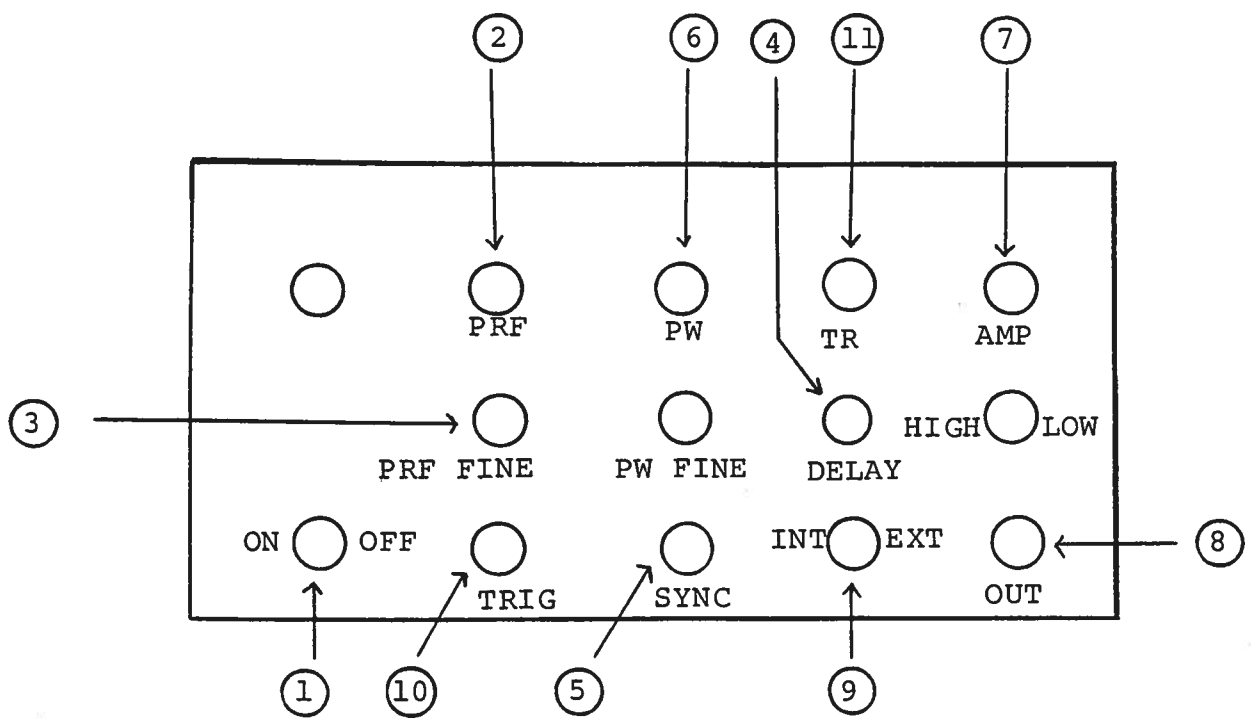 2 6 4 11 7
PRF PW TR AMP
3 HIGH LOW
PRF FINE PW FINE DELAY
ON OFF INT EXT 8
TRIG SYNC OUT
1 10 5 9